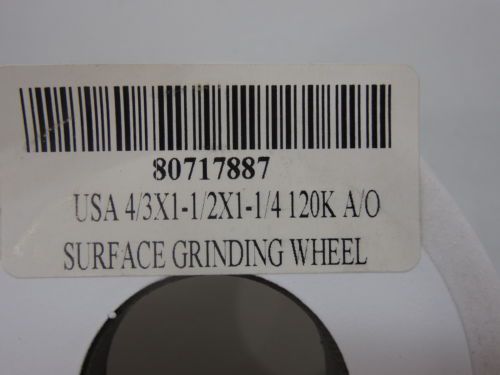 80717887
USA 4/3X1-1/2X1-1/4 120K A/O
SURFACE GRINDING WHEEL